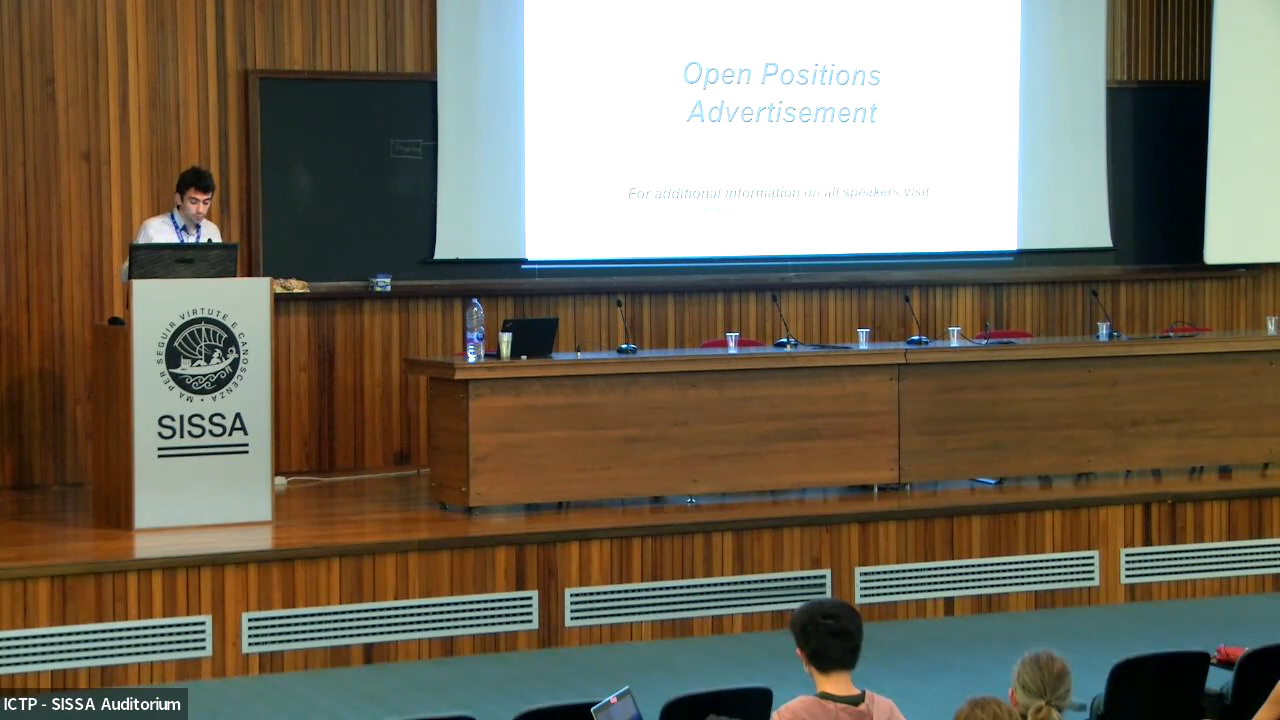 Open Positions
Advertisement
For additional information on all speakers visit
MA PER SEGUIR VIRTUTE E CANOSCENZA
SISSA
ICTP - SISSA Auditorium